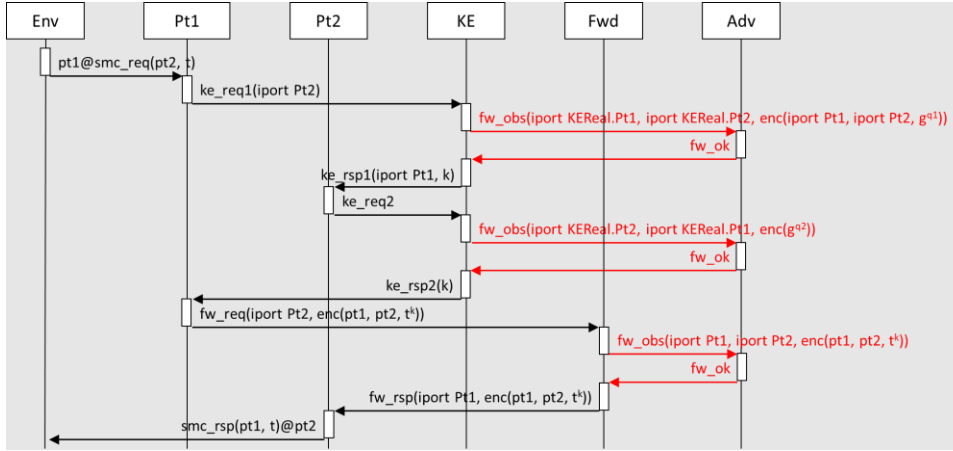 Env Pt1 Pt2 KE Fwd Adv
pt1@smc_req(pt2, t)
ke_req1(iport Pt2)
fw_obs(iport KEReal.Pt1, iport KEReal.Pt2, enc(iport Pt1, iport Pt2, g^q1))
fw_ok
ke_rsp1(iport Pt1, k)
ke_req2
fw_obs(iport KEReal.Pt2, iport KEReal.Pt1, enc(g^q2))
fw_ok
ke_rsp2(k)
fw_req(iport Pt2, enc(pt1, pt2, t^k))
fw_obs(iport Pt1, iport Pt2, enc(pt1, pt2, t^k))
fw_ok
fw_rsp(iport Pt1, enc(pt1, pt2, t^k))
smc_rsp(pt1, t)@pt2